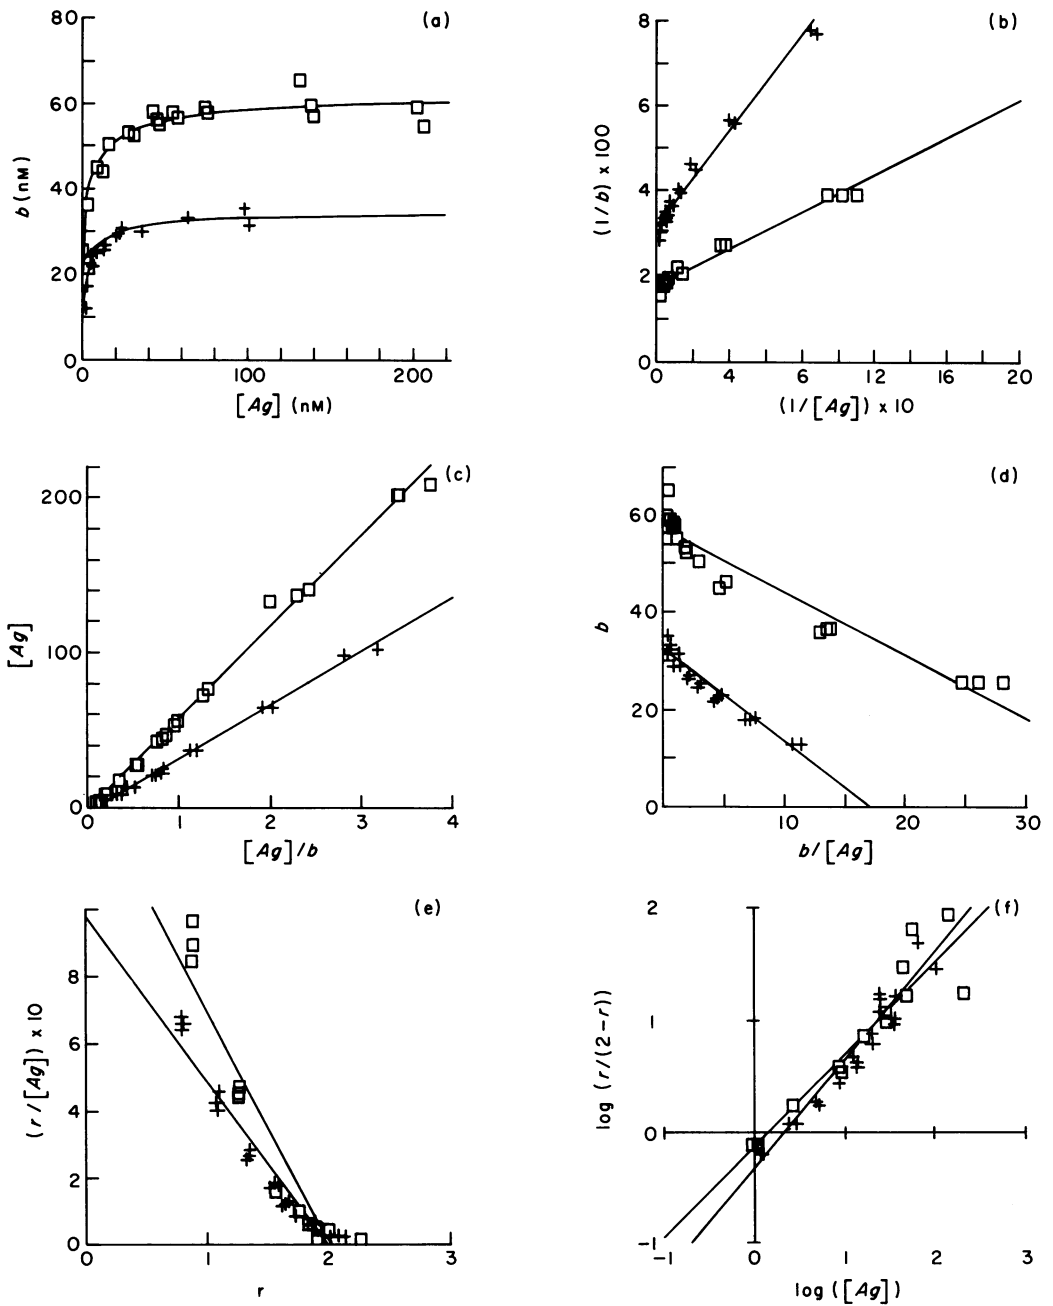 (a)
80
60
40
20
0
b (nM)
0 100 200
[Ag] (nM)
(b)
8
6
4
2
0
(1/b) × 100
0 4 6 12 16 20
(1/[Ag]) × 10
(c)
200
100
0
[Ag]
0 1 2 3 4
[Ag]/b
(d)
60
40
20
0
b
10 20 30
b/[Ag]
(e)
8
6
4
2
0
(r/[Ag]) × 10
0 1 2 3
r
(f)
2
1
0
-1
log (r/(2-r))
-1 0 1 2 3
log ([Ag])